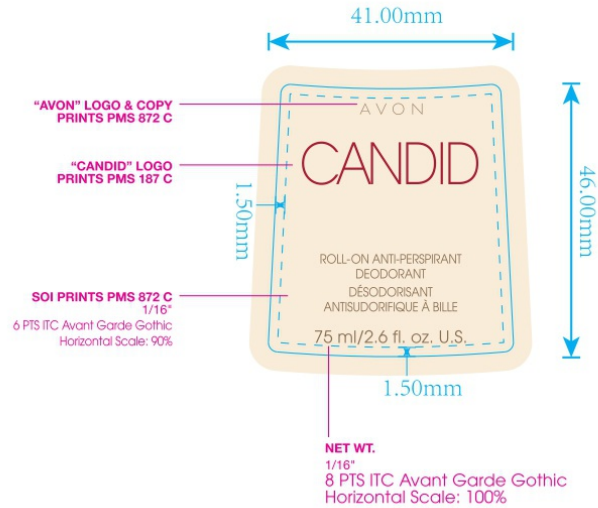 41.00mm
"AVON" LOGO & COPY
PRINTS PMS 872 C
AVON
"CANDID" LOGO
PRINTS PMS 187 C
CANDID
1.50mm
46.00mm
ROLL-ON ANTI-PERSPIRANT
DEODORANT
DÉSODORISANT
ANTISUDORIFIQUE À BILLE
SOI PRINTS PMS 872 C
1/16"
6 PTS ITC Avant Garde Gothic
Horizontal Scale: 90%
75 ml/2.6 fl. oz. U.S.
1.50mm
NET WT.
1/16"
8 PTS ITC Avant Garde Gothic
Horizontal Scale: 100%